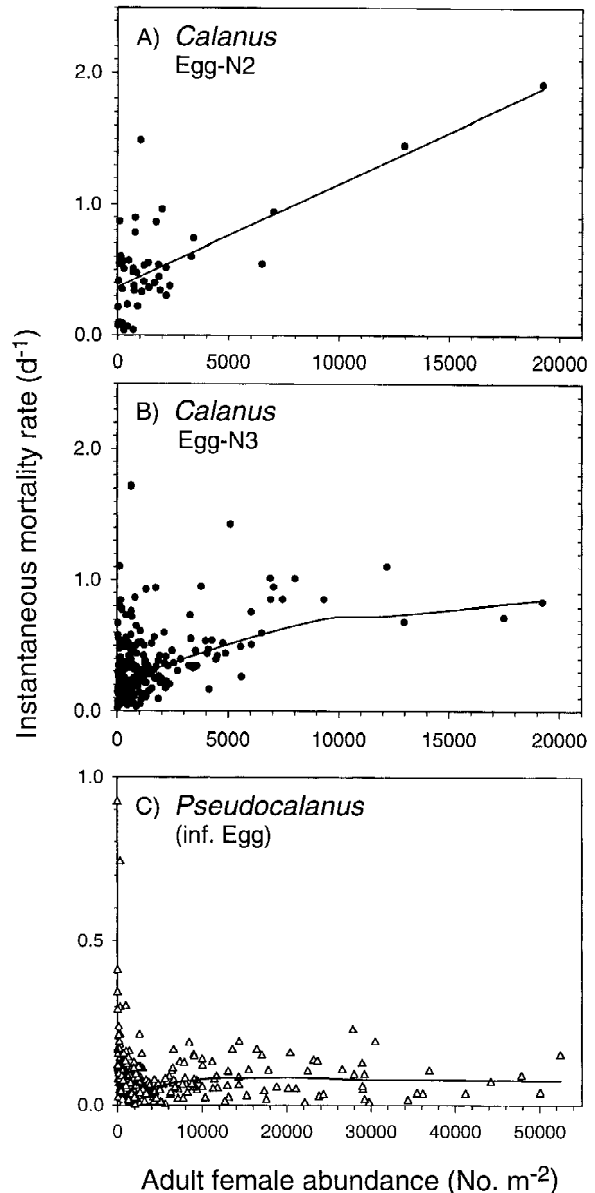 A) Calanus
Egg-N2
2.0
1.0
0.0
0 5000 10000 15000 20000
B) Calanus
Egg-N3
2.0
1.0
0.0
0 5000 10000 15000 20000
Instantaneous mortality rate (d-1)
1.0
C) Pseudocalanus
(inf. Egg)
0.5
0.0
0 10000 20000 30000 40000 50000
Adult female abundance (No. m-2)